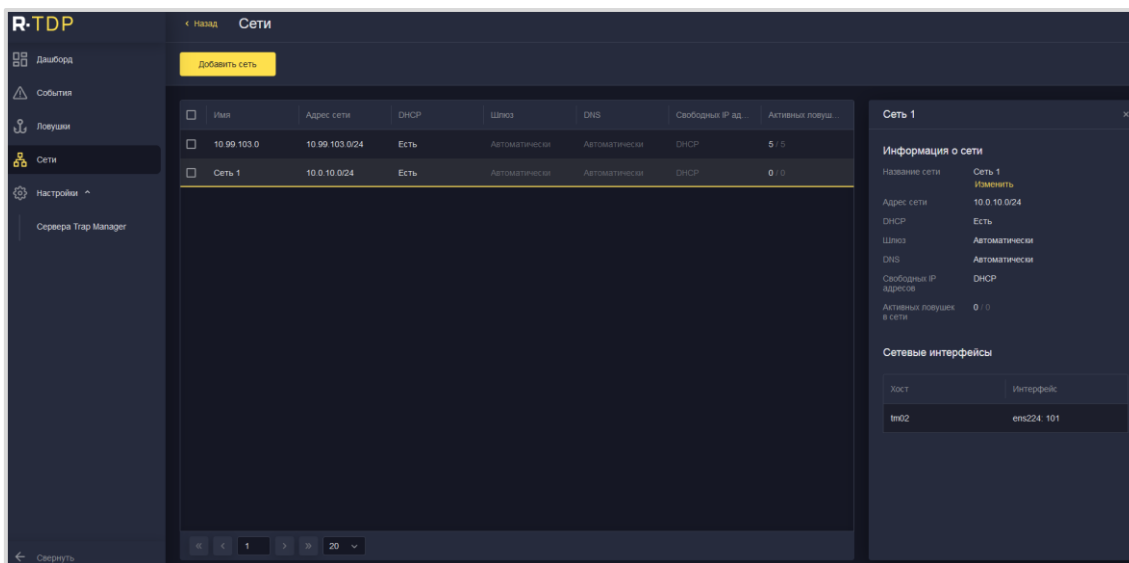 R·TDP
Дашборд
События
Ловушки
Сети
Настройки
Сервера Trap Manager
Свернуть
Назад Сети
Добавить сеть
Имя Адрес сети DHCP Шлюз DNS Свободных IP ад... Активных ловуш...
10.99.103.0 10.99.103.0/24 Есть Автоматически Автоматически DHCP 5 / 5
Сеть 1 10.0.10.0/24 Есть Автоматически Автоматически DHCP 0 / 0
« ‹ 1 › » 20
Сеть 1 ×
Информация о сети
Название сети Сеть 1
Изменить
Адрес сети 10.0.10.0/24
DHCP Есть
Шлюз Автоматически
DNS Автоматически
Свободных IP DHCP
адресов
Активных ловушек 0 / 0
в сети
Сетевые интерфейсы
Хост Интерфейс
tm02 ens224: 101